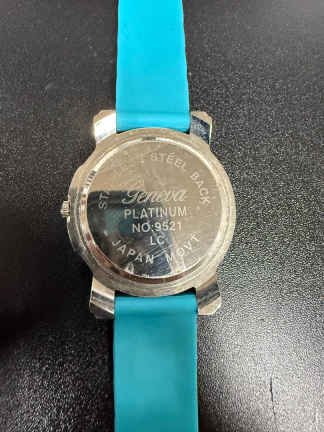 STAINLESS STEEL BACK
Geneva
PLATINUM
NO:9521
LC
JAPAN MOVT